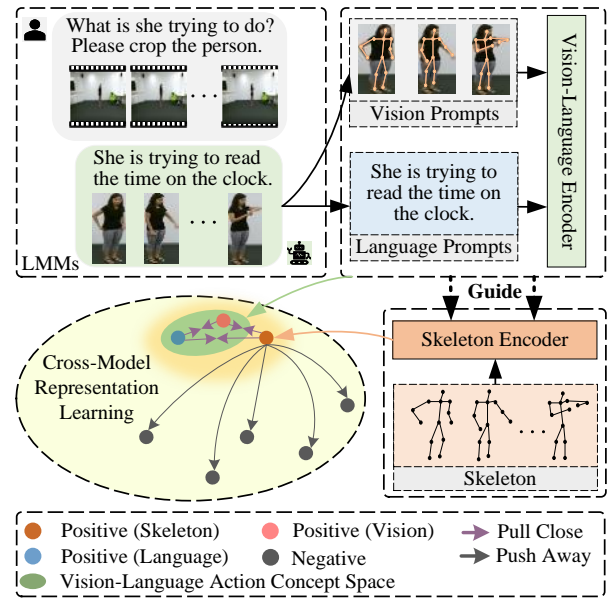 What is she trying to do?
Please crop the person.
She is trying to read
the time on the clock.
LMMs
Vision Prompts
She is trying to
read the time on
the clock.
Language Prompts
Vision-Language Encoder
Guide
Skeleton Encoder
Skeleton
Cross-Model
Representation
Learning
Positive (Skeleton)
Positive (Vision)
Pull Close
Positive (Language)
Negative
Push Away
Vision-Language Action Concept Space